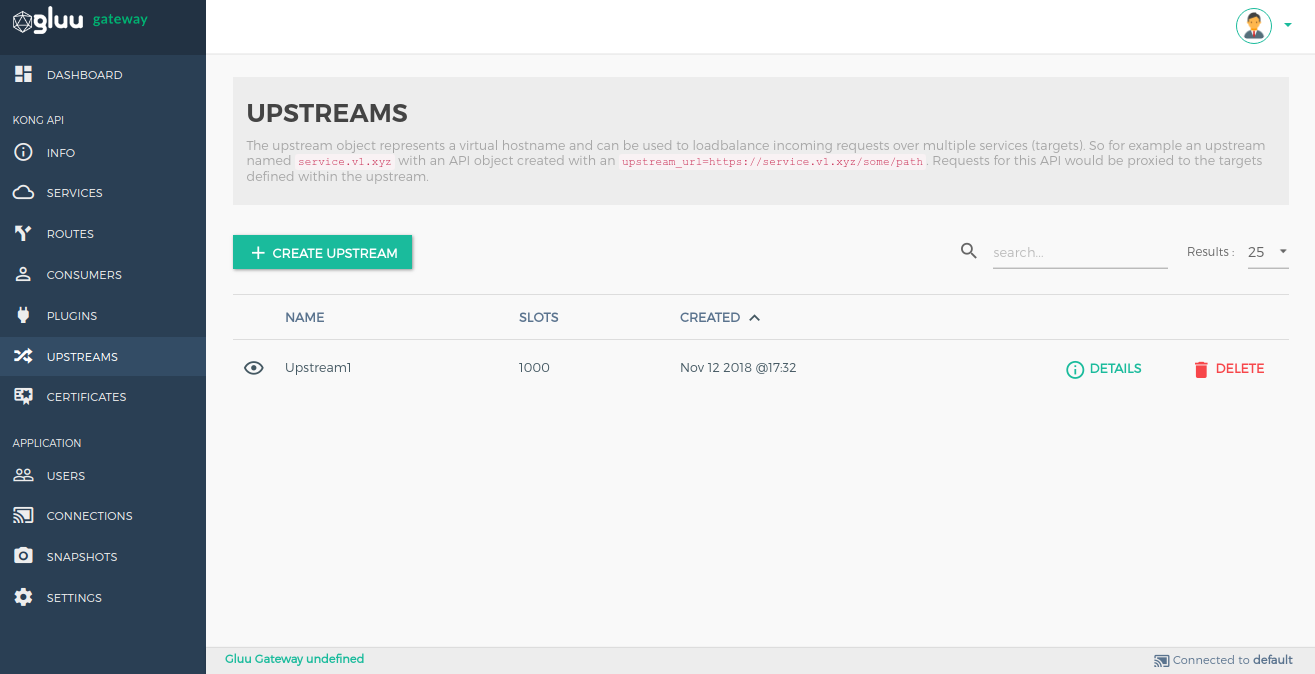 gluu gateway
DASHBOARD
KONG API
INFO
SERVICES
ROUTES
CONSUMERS
PLUGINS
UPSTREAMS
CERTIFICATES
APPLICATION
USERS
CONNECTIONS
SNAPSHOTS
SETTINGS
UPSTREAMS
The upstream object represents a virtual hostname and can be used to loadbalance incoming requests over multiple services (targets). So for example an upstream
named service.v1.xyz with an API object created with an upstream_url=https://service.v1.xyz/some/path. Requests for this API would be proxied to the targets
defined within the upstream.
CREATE UPSTREAM
search...
Results :
25
NAME SLOTS CREATED
Upstream1 1000 Nov 12 2018 @17:32 DETAILS DELETE
Gluu Gateway undefined
Connected to default